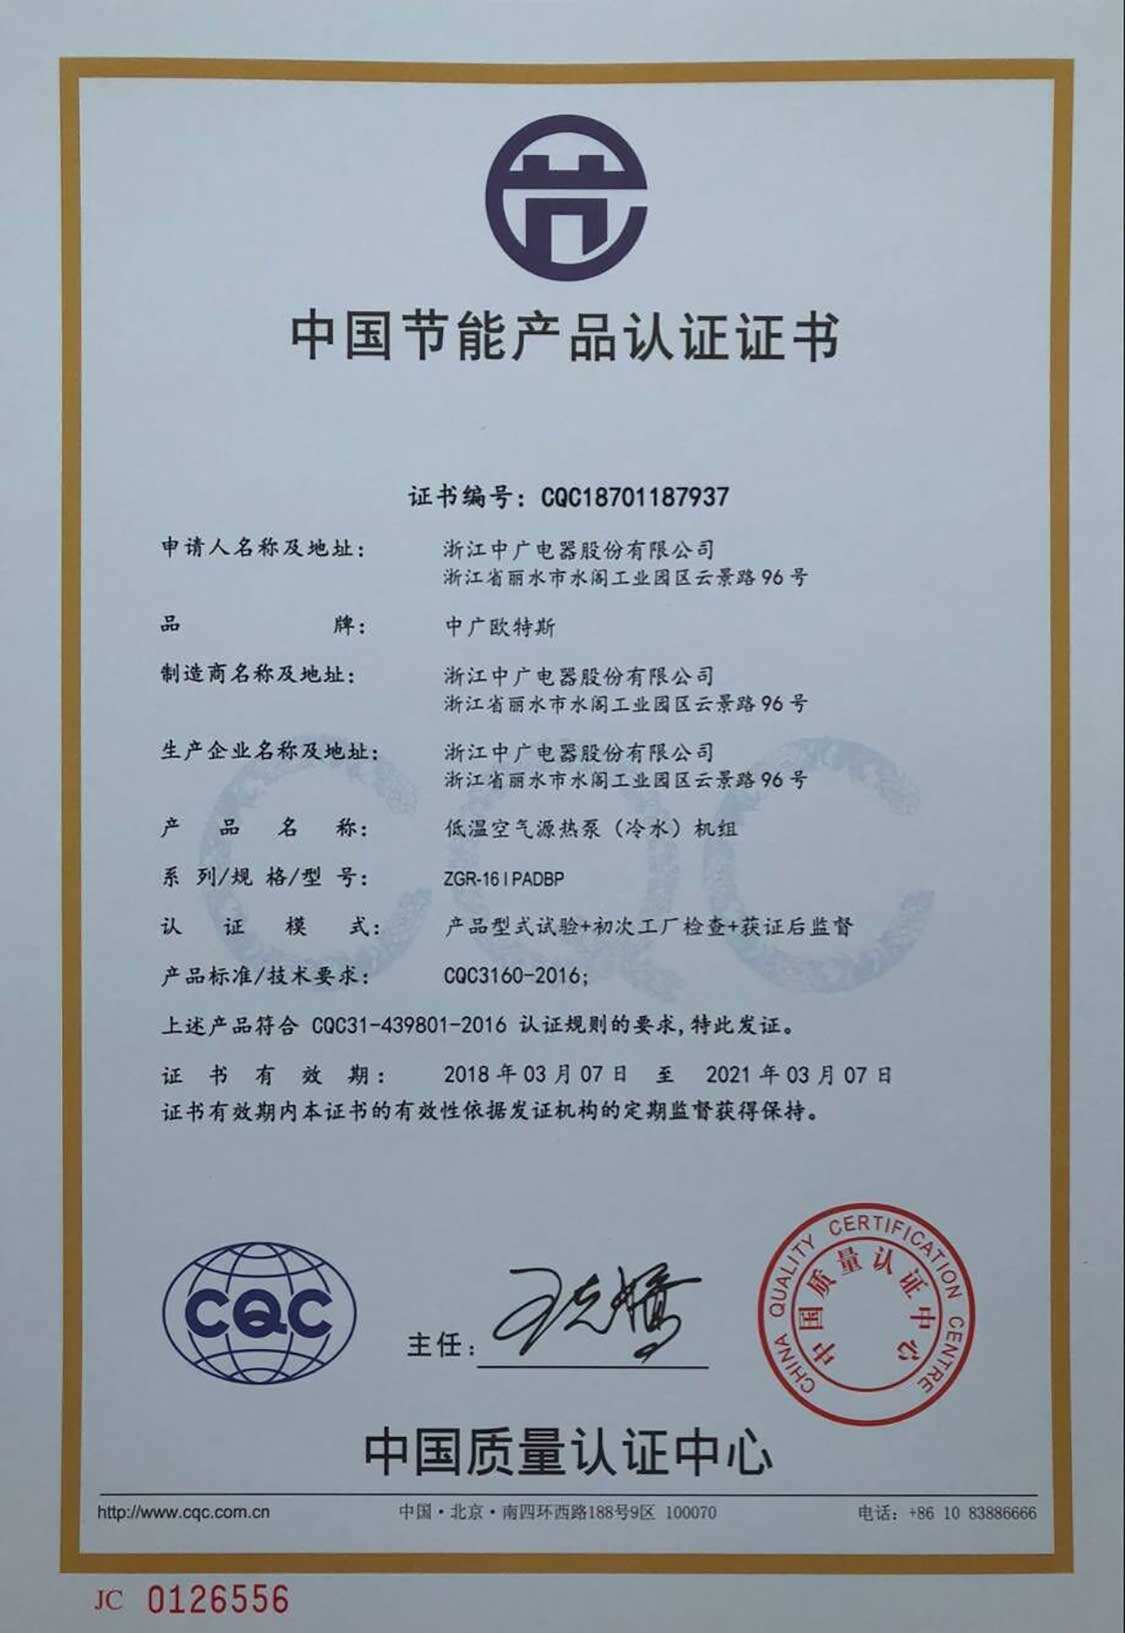 中国节能产品认证证书
证书编号：CQC18701187937
申请人名称及地址： 浙江中广电器股份有限公司
浙江省丽水市水阁工业园区云景路 96 号
品 牌： 中广欧特斯
制造商名称及地址： 浙江中广电器股份有限公司
浙江省丽水市水阁工业园区云景路 96 号
生产企业名称及地址： 浙江中广电器股份有限公司
浙江省丽水市水阁工业园区云景路 96 号
产 品 名 称： 低温空气源热泵（冷水）机组
系 列/规 格/型 号： ZGR-16ⅠPADBP
认 证 模 式： 产品型式试验+初次工厂检查+获证后监督
产品标准/技术要求： CQC3160-2016;
上述产品符合 CQC31-439801-2016 认证规则的要求,特此发证。
证 书 有 效 期： 2018 年 03 月 07 日 至 2021 年 03 月 07 日
证书有效期内本证书的有效性依据发证机构的定期监督获得保持。
CQC
CQC
主任：
CHINA QUALITY CERTIFICATION CENTRE
中国质量认证中心
中国质量认证中心
http://www.cqc.com.cn 中国·北京·南四环西路188号9区 100070 电话：+86 10 83886666
JC 0126556